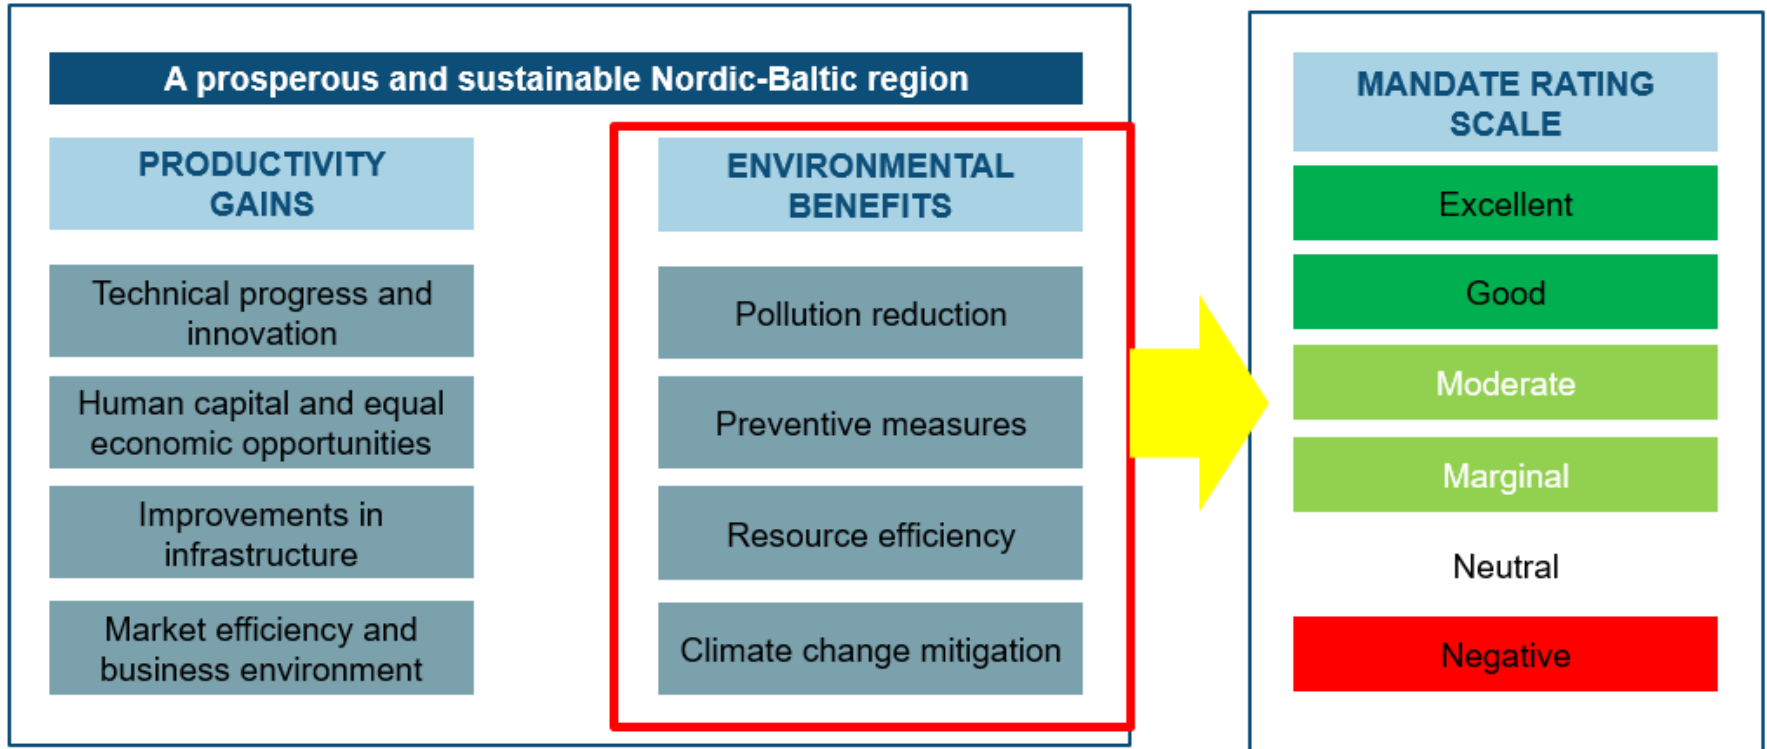 A prosperous and sustainable Nordic-Baltic region
PRODUCTIVITY
GAINS
Technical progress and
innovation
Human capital and equal
economic opportunities
Improvements in
infrastructure
Market efficiency and
business environment
ENVIRONMENTAL
BENEFITS
Pollution reduction
Preventive measures
Resource efficiency
Climate change mitigation
MANDATE RATING
SCALE
Excellent
Good
Moderate
Marginal
Neutral
Negative